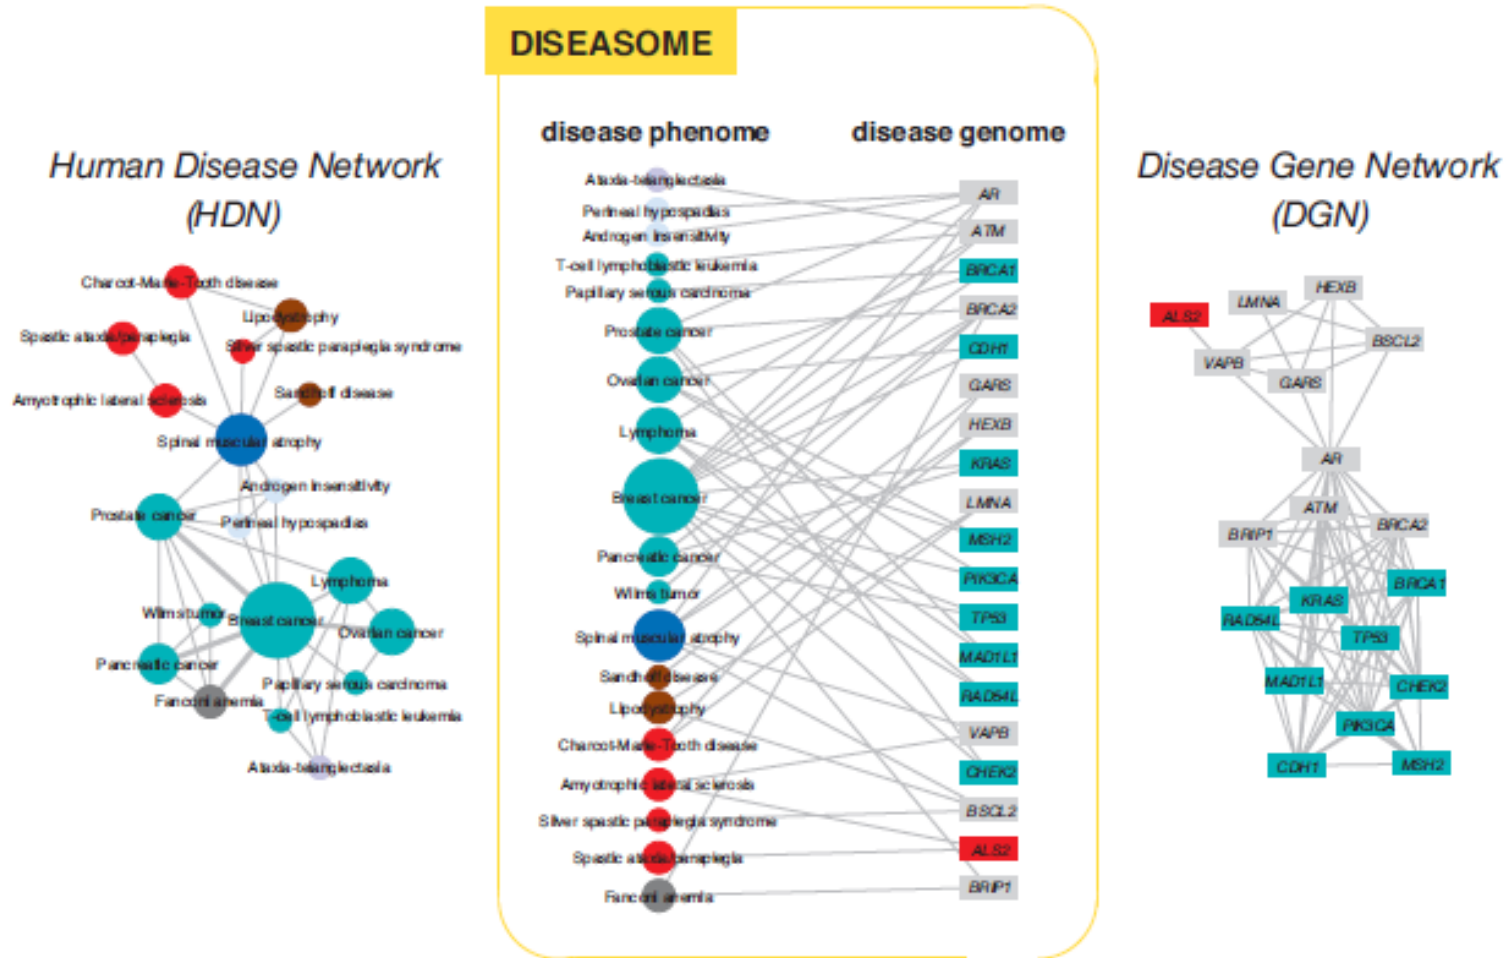 DISEASOME
Human Disease Network
(HDN)
Charcot-Marie-Tooth disease
Lipodystrophy
Spastic ataxia/paraplegia
Silver spastic paraplegia syndrome
Amyotrophic lateral sclerosis
Sandhoff disease
Spinal muscular atrophy
Androgen insensitivity
Prostate cancer
Perineal hypospadias
Lymphoma
Wilms tumor
Breast cancer
Ovarian cancer
Pancreatic cancer
Papillary serous carcinoma
Fanconi anemia
T-cell lymphoblastic leukemia
Ataxia-telangiectasia
disease phenome
Ataxia-telangiectasia
Perineal hypospadias
Androgen insensitivity
T-cell lymphoblastic leukemia
Papillary serous carcinoma
Prostate cancer
Ovarian cancer
Lymphoma
Breast cancer
Pancreatic cancer
Wilms tumor
Spinal muscular atrophy
Sandhoff disease
Lipodystrophy
Charcot-Marie-Tooth disease
Amyotrophic lateral sclerosis
Silver spastic paraplegia syndrome
Spastic ataxia/paraplegia
Fanconi anemia
disease genome
AR
ATM
BRCA1
BRCA2
CDH1
GARS
HEXB
KRAS
LMNA
MSH2
PIK3CA
TP53
MAD1L1
RAD54L
VAPB
CHEK2
BSCL2
ALS2
BRIP1
Disease Gene Network
(DGN)
HEXB
LMNA
ALS2
BSCL2
VAPB
GARS
AR
ATM
BRIP1
BRCA2
BRCA1
KRAS
RAD54L
TP53
MAD1L1
CHEK2
PIK3CA
CDH1
MSH2